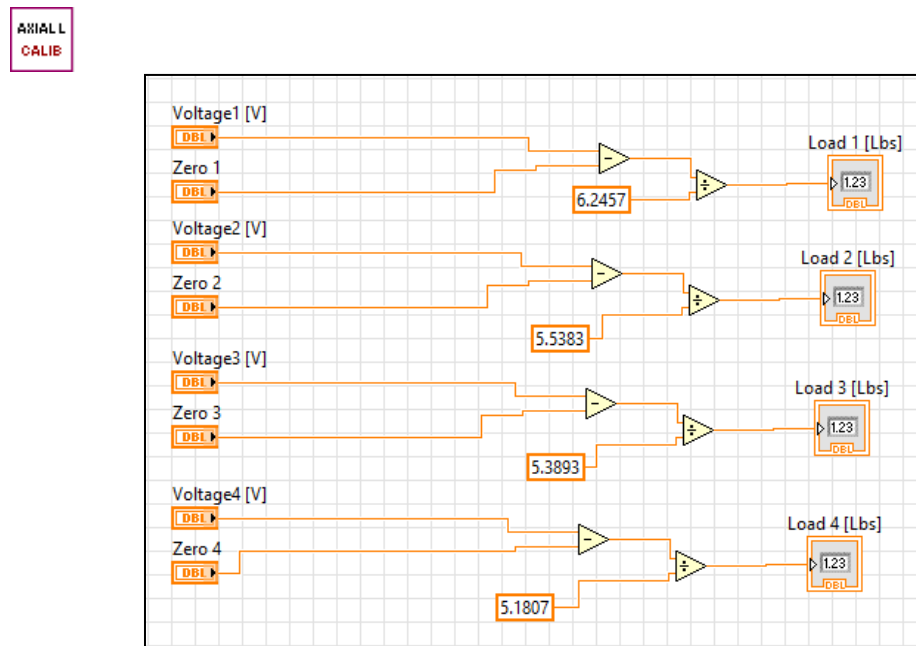 AXIAL L
CALIB
Voltage1 [V]
DBL
Zero 1
DBL
-
6.2457
÷
Load 1 [Lbs]
1.23
DBL
Voltage2 [V]
DBL
Zero 2
DBL
-
5.5383
÷
Load 2 [Lbs]
1.23
DBL
Voltage3 [V]
DBL
Zero 3
DBL
-
5.3893
÷
Load 3 [Lbs]
1.23
DBL
Voltage4 [V]
DBL
Zero 4
DBL
-
5.1807
÷
Load 4 [Lbs]
1.23
DBL